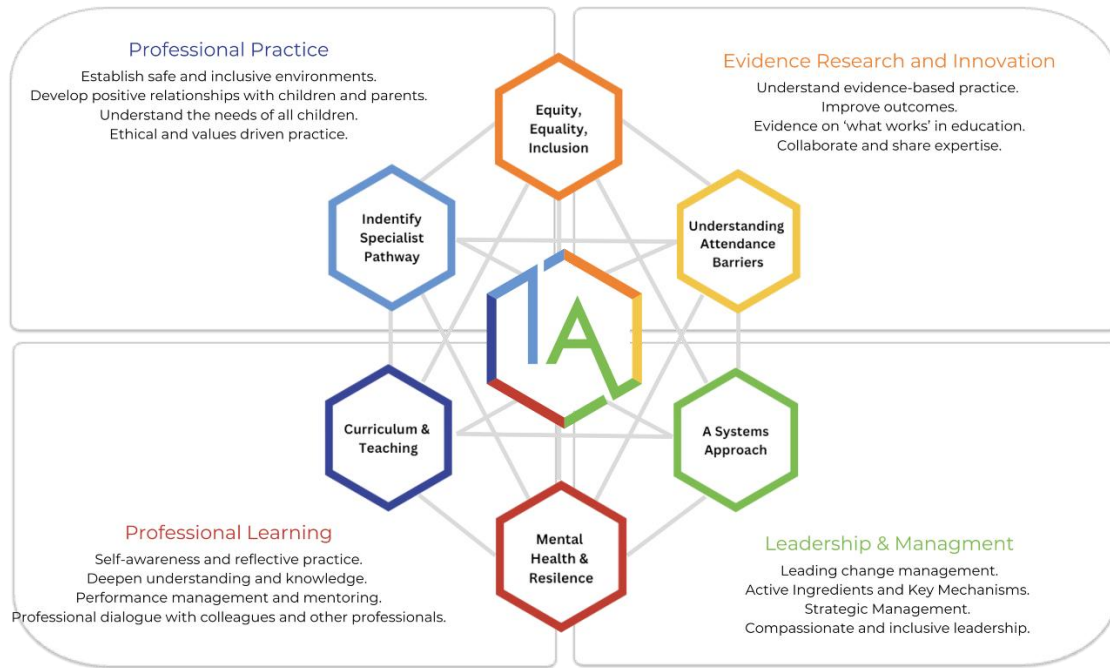 Professional Practice
Establish safe and inclusive environments.
Develop positive relationships with children and parents.
Understand the needs of all children.
Ethical and values driven practice.
Evidence Research and Innovation
Understand evidence-based practice.
Improve outcomes.
Evidence on ‘what works’ in education.
Collaborate and share expertise.
Equity,
Equality,
Inclusion
Indentify
Specialist
Pathway
Understanding
Attendance
Barriers
1A
Curriculum &
Teaching
A Systems
Approach
Mental
Health &
Resilence
Professional Learning
Self-awareness and reflective practice.
Deepen understanding and knowledge.
Performance management and mentoring.
Professional dialogue with colleagues and other professionals.
Leadership & Managment
Leading change management.
Active Ingredients and Key Mechanisms.
Strategic Management.
Compassionate and inclusive leadership.